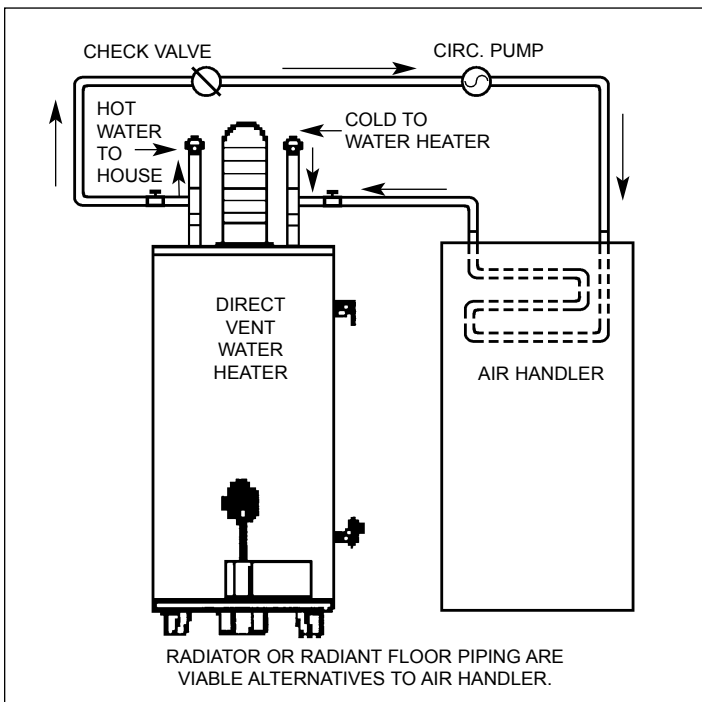 CHECK VALVE
CIRC. PUMP
HOT
WATER
TO
HOUSE
COLD TO
WATER HEATER
DIRECT
VENT
WATER
HEATER
AIR HANDLER
RADIATOR OR RADIANT FLOOR PIPING ARE
VIABLE ALTERNATIVES TO AIR HANDLER.